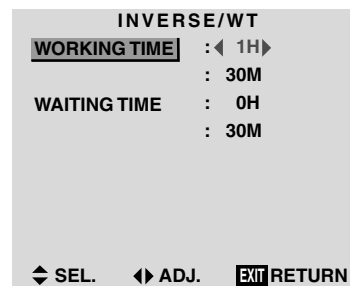 INVERSE/WT
WORKING TIME : ◀ 1H▶
: 30M
WAITING TIME : 0H
: 30M
▲▼ SEL. ◀▶ ADJ. EXIT RETURN